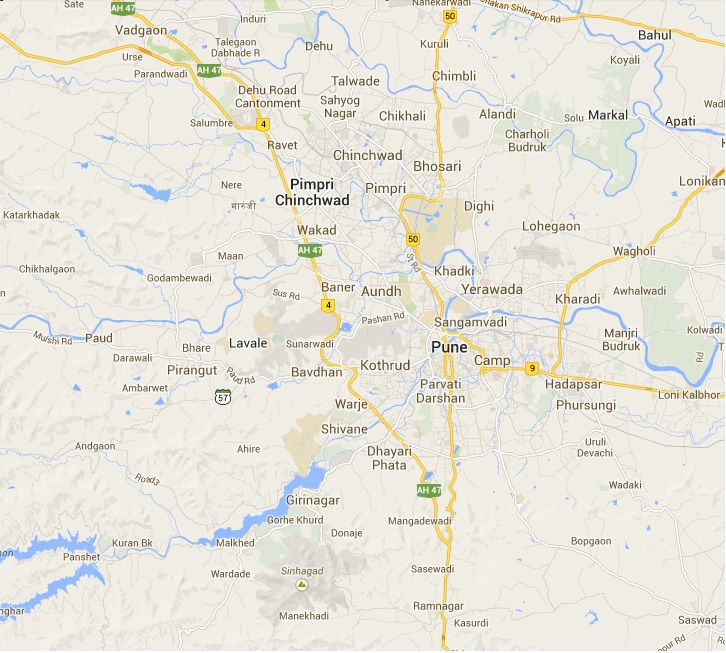 Sate
AH 47
Vadgaon
Induri
Nanekarwadi
50
Chakan Shikrapur Rd
Kuruli
Bahul
Talegaon
Dabhade R
Dehu
Urse
Parandwadi
AH 47
Koyali
Chimbli
Talwade
Dehu Road
Cantonment
Sahyog
Nagar
Chikhali
Alandi
Solu
Markal
Apati
Wad
Salumbre
4
Charholi
Budruk
Ravet
Chinchwad
Bhosari
Lonikan
Nere
Pimpri
Chinchwad
Pimpri
Dighi
Katarkhadak
Wakad
Lohegaon
50
AH 47
Maan
Wagholi
ST Rd
Chikhalgaon
Godambewadi
Khadki
Yerawada
Baner
Aundh
Awhalwadi
Kharadi
Sus Rd
4
Pashan Rd
Sangamvadi
Mulshi Rd
Paud
Bhare
Lavale
Sunarwadi
Pune
Manjri
Budruk
Kolwadi
Darawali
Pirangut
Paud Rd
Bavdhan
Kothrud
Camp
9
Rd
Hadapsar
Ambarwet
57
Parvati
Darshan
Loni Kalbhor
Warje
Phursungi
Shivane
Andgaon
Ahire
Uruli
Devachi
Dhayari
Phata
Road3
AH 47
Wadaki
Girinagar
Gorhe Khurd
Mangadewadi
Donaje
Kuran Bk
Malkhed
Bopgaon
Panshet
Wardade
Sinhagad
Sasewadi
Manekhadi
Ramnagar
Kasurdi
Saswad